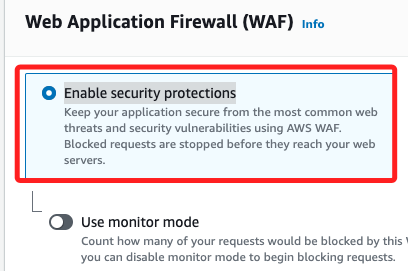 Web Application Firewall (WAF) Info
Enable security protections
Keep your application secure from the most common web
threats and security vulnerabilities using AWS WAF.
Blocked requests are stopped before they reach your web
servers.
Use monitor mode
Count how many of your requests would be blocked by this
you can disable monitor mode to begin blocking requests.